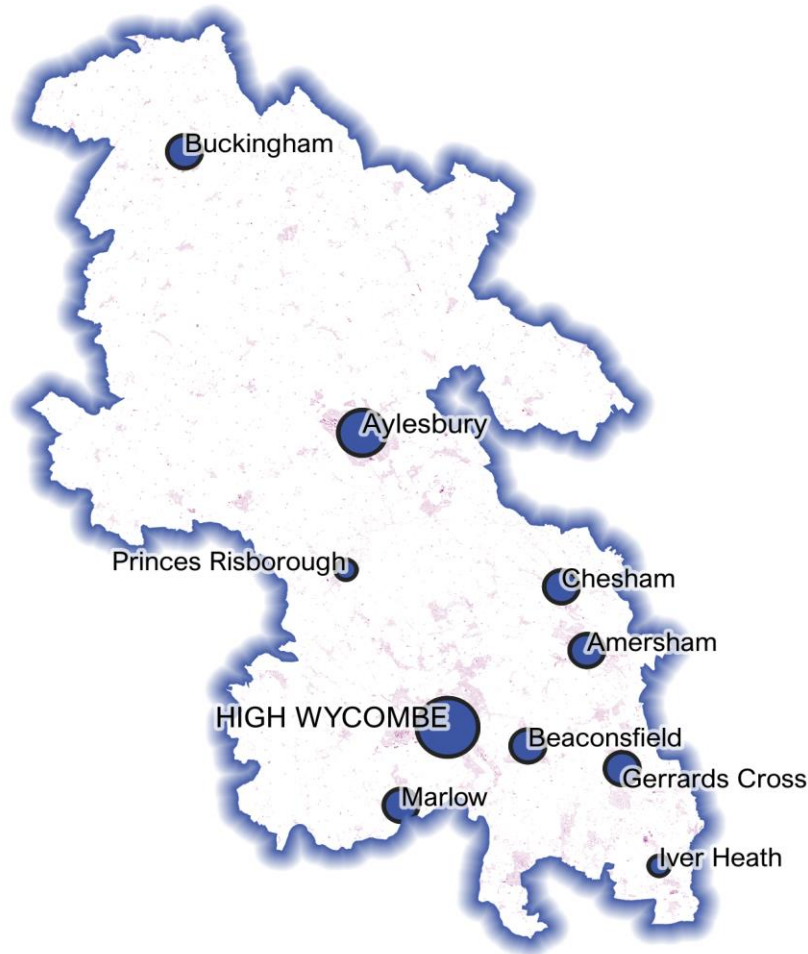 Buckingham
Aylesbury
Princes Risborough
Chesham
Amersham
HIGH WYCOMBE
Beaconsfield
Gerrards Cross
Marlow
Iver Heath